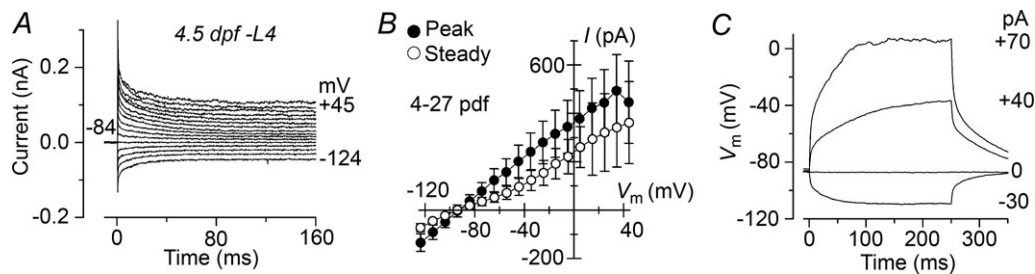 A
4.5 dpf -L4
0.2
0.0
-0.2
Current (nA)
-84
mV
+45
-124
0
80
160
Time (ms)
B
Peak
Steady
4-27 pdf
I (pA)
600
-120
-80
-40
0
40
Vm (mV)
-200
C
pA
+70
+40
0
-30
0
-40
-80
-120
Vm (mV)
0
100
200
300
Time (ms)